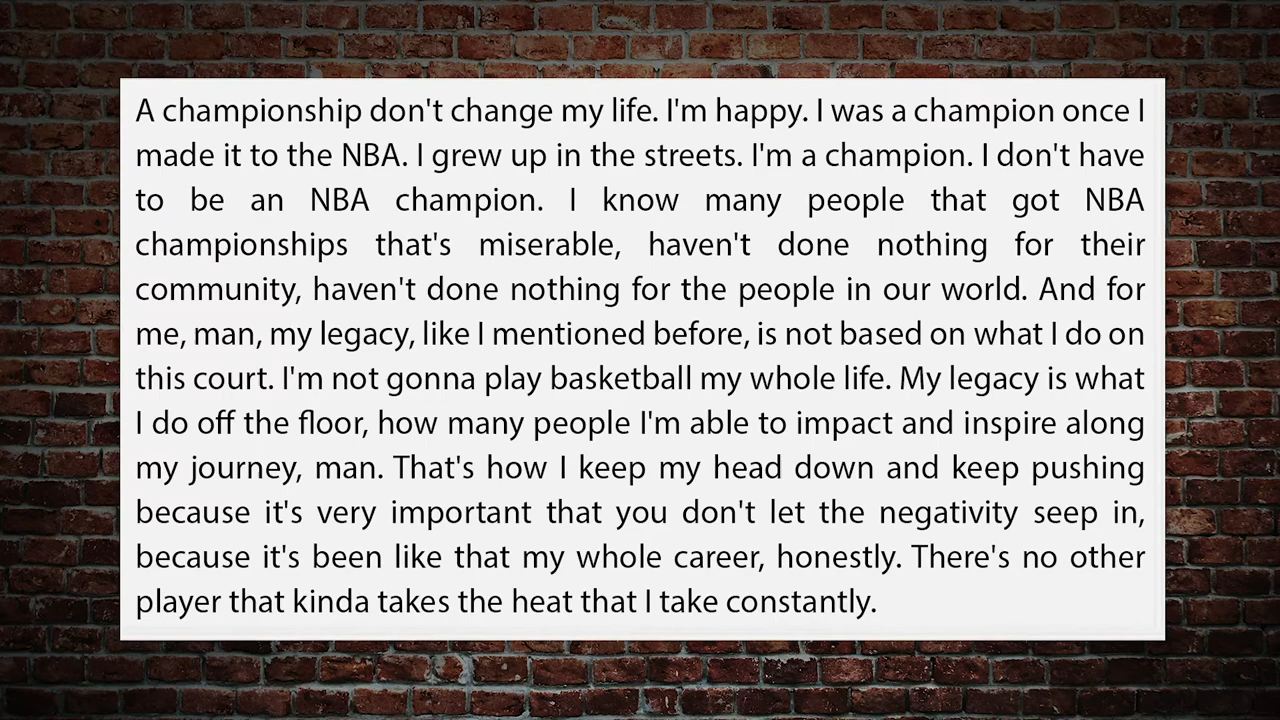 A championship don't change my life. I'm happy. I was a champion once I
made it to the NBA. I grew up in the streets. I'm a champion. I don't have
to be an NBA champion. I know many people that got NBA
championships that's miserable, haven't done nothing for their
community, haven't done nothing for the people in our world. And for
me, man, my legacy, like I mentioned before, is not based on what I do on
this court. I'm not gonna play basketball my whole life. My legacy is what
I do off the floor, how many people I'm able to impact and inspire along
my journey, man. That's how I keep my head down and keep pushing
because it's very important that you don't let the negativity seep in,
because it's been like that my whole career, honestly. There's no other
player that kinda takes the heat that I take constantly.